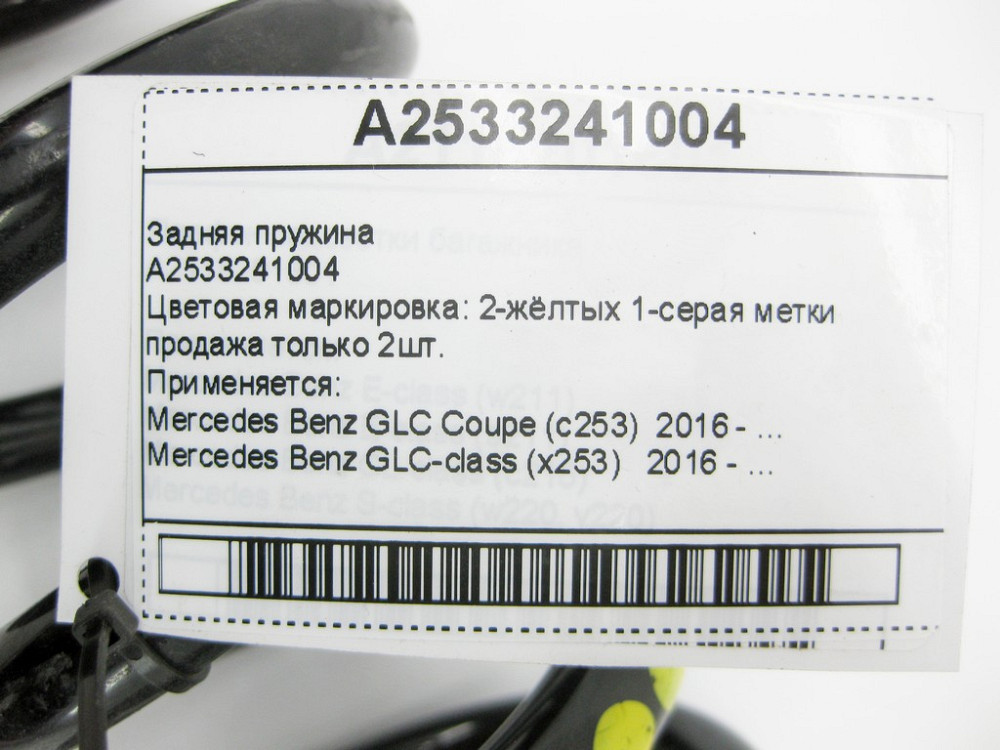 A2533241004
Задняя пружина
A2533241004
Цветовая маркировка: 2-жёлтых 1-серая метки
продажа только 2шт.
Применяется:
Mercedes Benz GLC Coupe (c253) 2016 - ...
Mercedes Benz GLC-class (x253) 2016 - ...